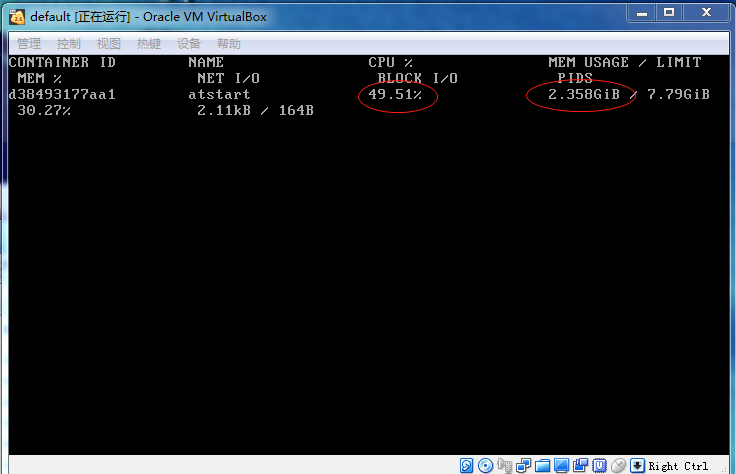 default [正在运行] - Oracle VM VirtualBox
管理 控制 视图 热键 设备 帮助
CONTAINER ID NAME CPU % MEM USAGE / LIMIT
MEM % NET I/O BLOCK I/O PIDS
d38493177aa1 atstart 49.51% 2.358GiB / 7.79GiB
30.27% 2.11kB / 164B
Right Ctrl